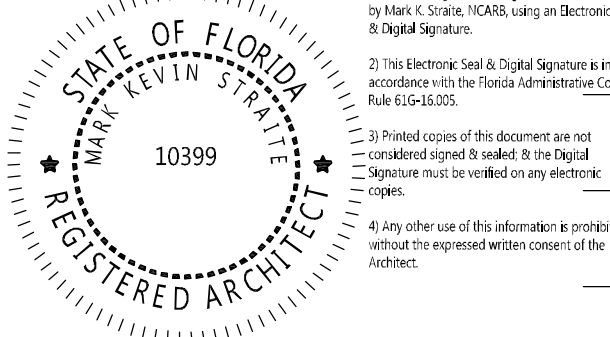 STATE OF FLORIDA
MARK KEVIN STRAITE
10399
REGISTERED ARCHITECT
by Mark K. Straite, NCARB, using an Electronic
& Digital Signature.
2) This Electronic Seal & Digital Signature is in
accordance with the Florida Administrative Co
Rule 61G-16.005.
3) Printed copies of this document are not
considered signed & sealed; & the Digital
Signature must be verified on any electronic
copies.
4) Any other use of this information is prohibi
without the expressed written consent of the
Architect.